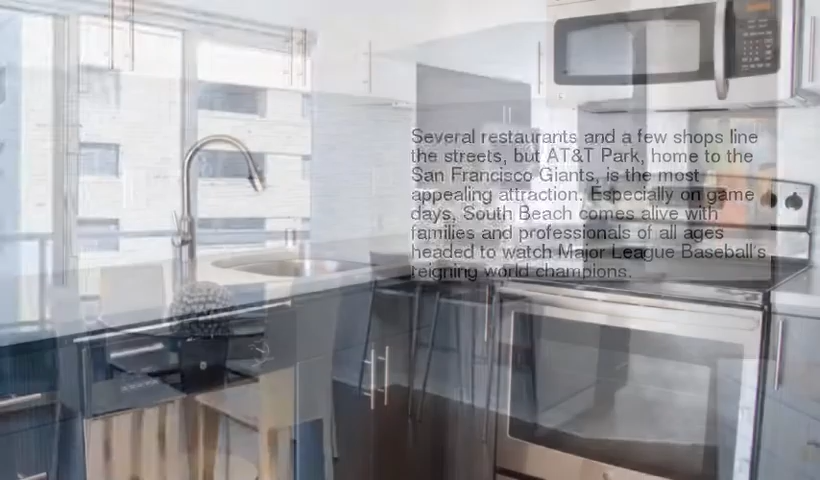 Several restaurants and a few shops line
the streets, but AT&T Park, home to the
San Francisco Giants, is the most
appealing attraction. Especially on game
days, South Beach comes alive with
families and professionals of all ages
headed to watch Major League Baseball's
reigning world champions.